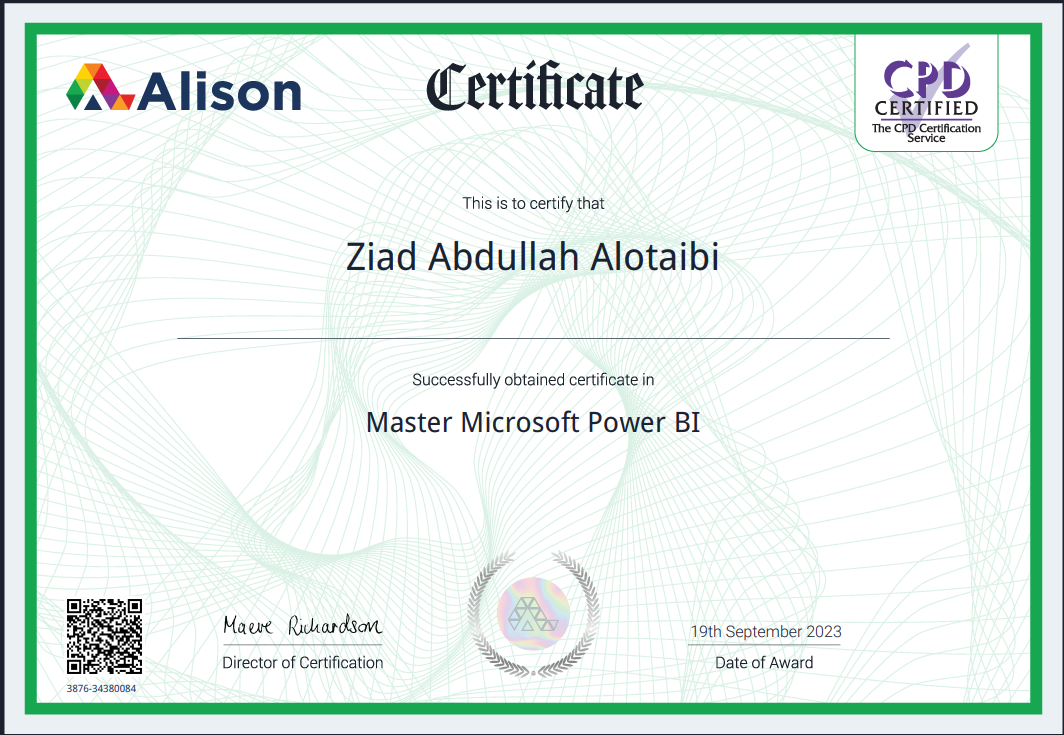 Alison
Certificate
CPD
CERTIFIED
The CPD Certification
Service
This is to certify that
Ziad Abdullah Alotaibi
Successfully obtained certificate in
Master Microsoft Power BI
Maeve Richardson
Director of Certification
19th September 2023
Date of Award
3876-34380084